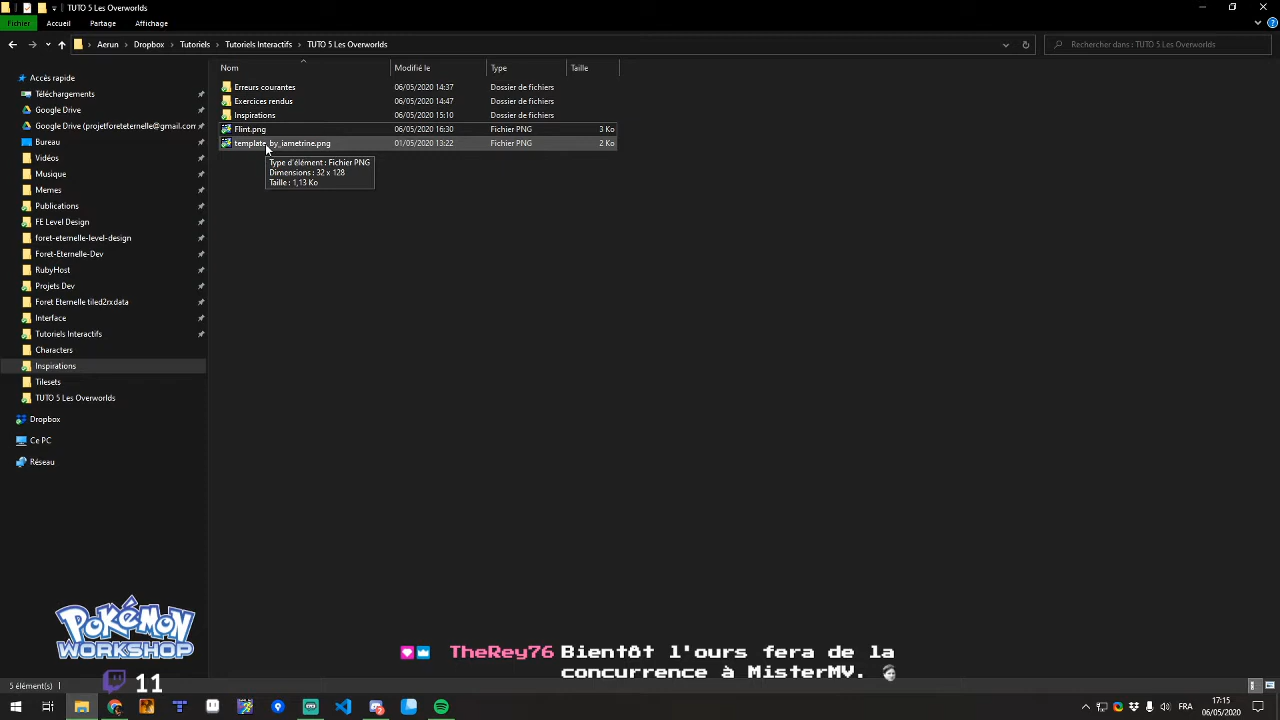 TUTO 5 Les Overworlds
Fichier Accueil Partage Affichage
Aerun Dropbox Tutoriels Tutoriels Interactifs TUTO 5 Les Overworlds
Rechercher dans : TUTO 5 Les Overworlds
Nom Modifié le Type Taille
Accès rapide
Téléchargements
Google Drive
Google Drive (projetforeteternelle@gmail.com
Bureau
Vidéos
Musique
Memes
Publications
FE Level Design
foret-eternelle-level-design
Foret-Eternelle-Dev
RubyHost
Projets Dev
Foret Eternelle tiled2rxdata
Interface
Tutoriels Interactifs
Characters
Inspirations
Tilesets
TUTO 5 Les Overworlds
Dropbox
Ce PC
Réseau
Erreurs courantes 06/05/2020 14:37 Dossier de fichiers
Exercices rendus 06/05/2020 14:47 Dossier de fichiers
Inspirations 06/05/2020 15:10 Dossier de fichiers
Flint.png 06/05/2020 16:30 Fichier PNG 3 Ko
template_by_iametrine.png 01/05/2020 13:22 Fichier PNG 2 Ko
Type d'élément : Fichier PNG
Dimensions : 32 x 128
Taille : 1,13 Ko
POKéMON
WORKSHOP
TheRey76 Bientôt l'ours fera de la
concurrence à MisterMV.
5 élément(s)
11
FRA
17:15
06/05/2020